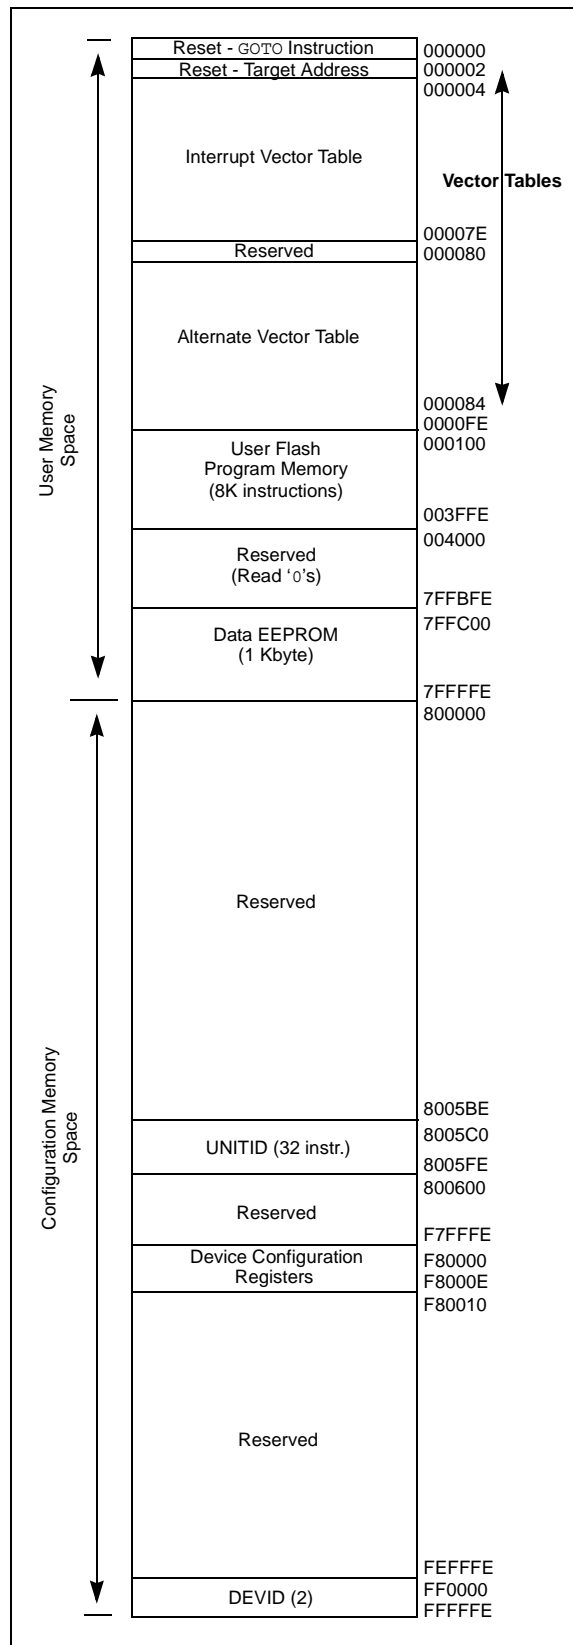 Reset - GOTO Instruction 000000
Reset - Target Address 000002
000004
Interrupt Vector Table
Vector Tables
00007E
Reserved 000080
Alternate Vector Table
000084
0000FE
User Flash
Program Memory
(8K instructions)
000100
003FFE
004000
Reserved
(Read ‘0’s)
7FFBFE
7FFC00
Data EEPROM
(1 Kbyte)
7FFFFE
User Memory
Space
800000
Reserved
8005BE
8005C0
UNITID (32 instr.)
8005FE
800600
Reserved
F7FFFE
Device Configuration
Registers
F80000
F8000E
F80010
Reserved
FEFFFE
FF0000
DEVID (2)
FFFFFE
Configuration Memory
Space